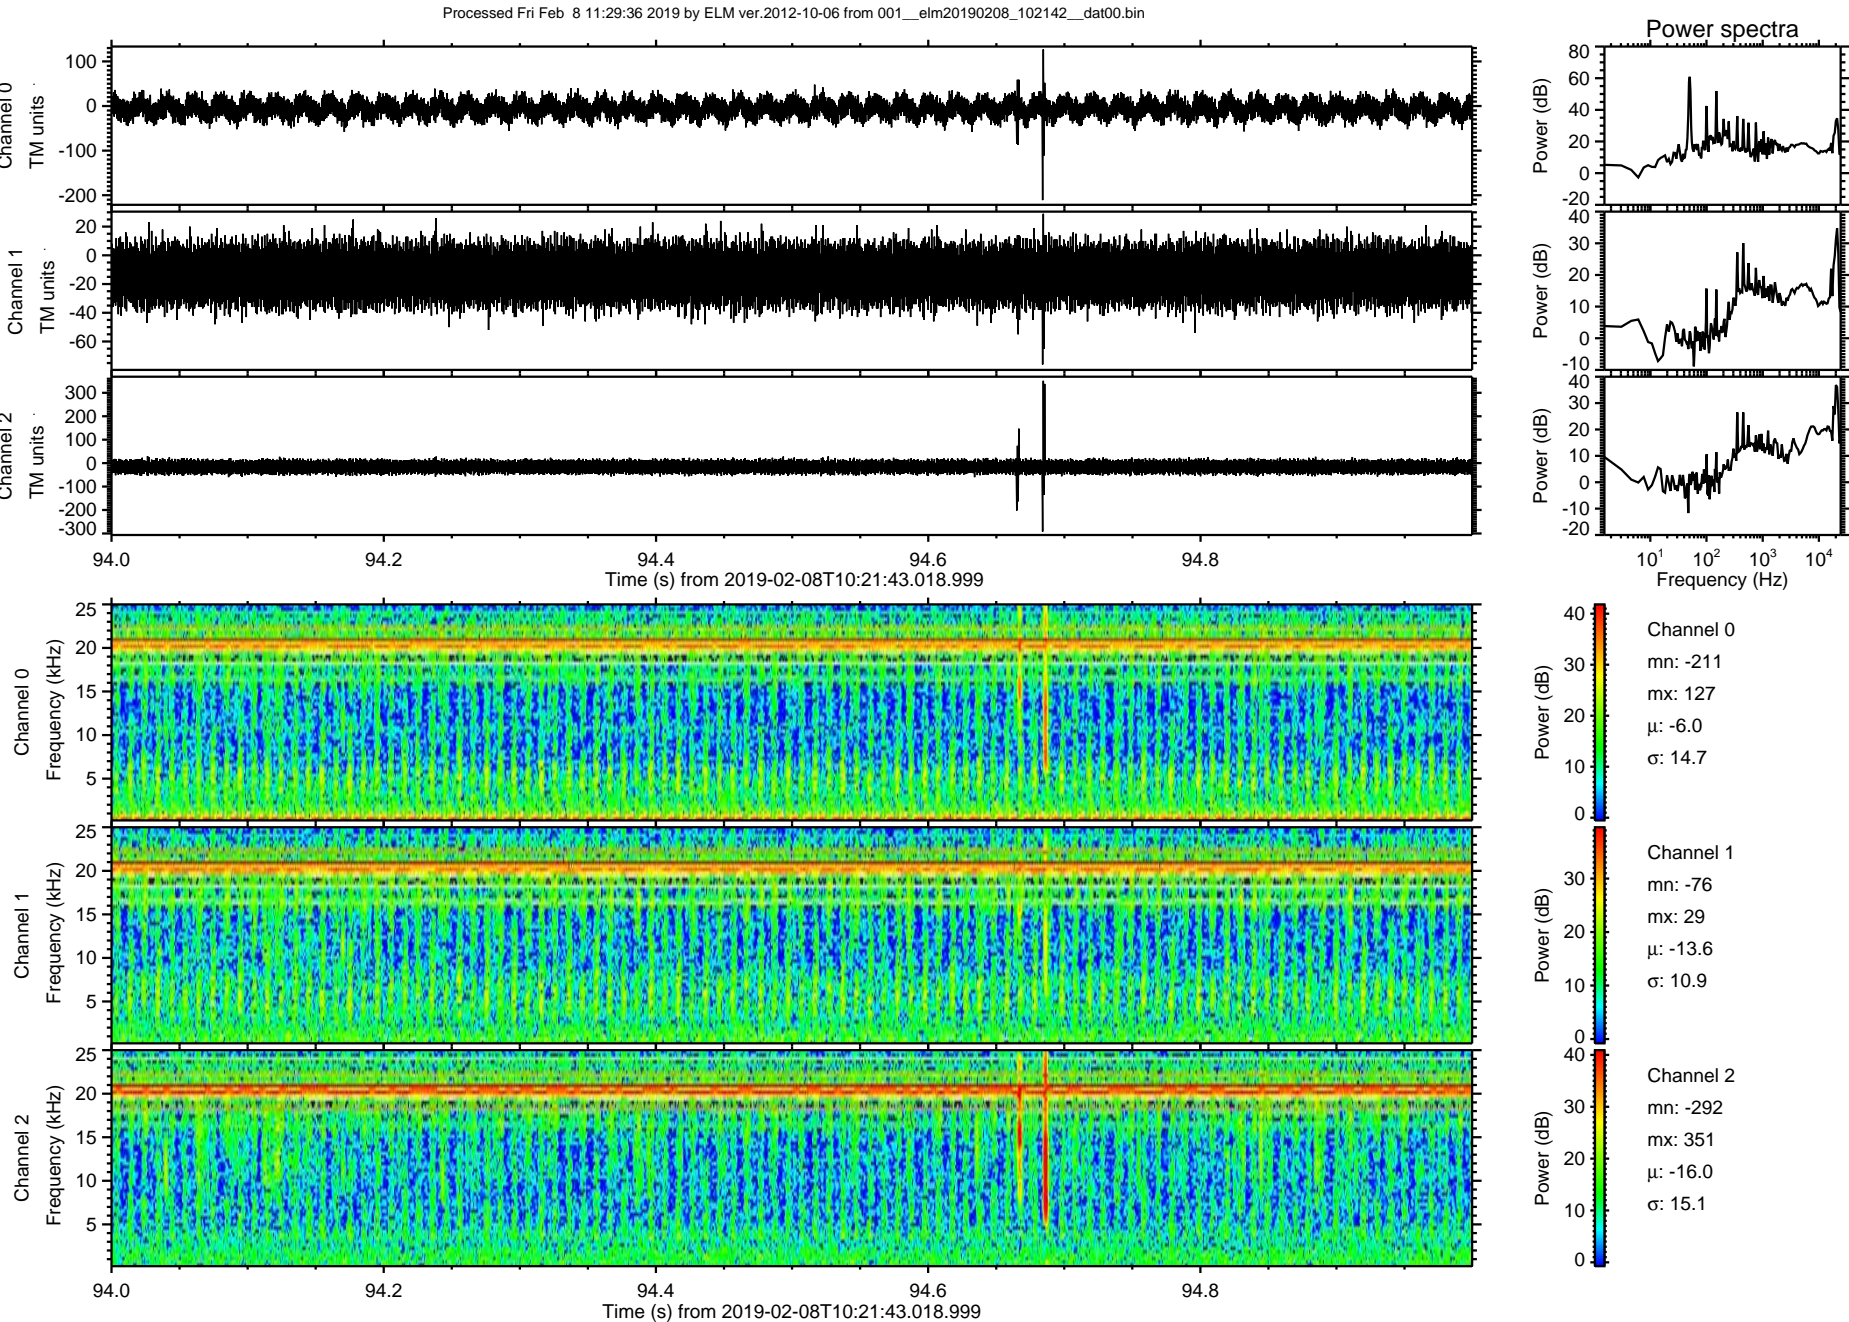 Processed Fri Feb  8 11:29:36 2019 by ELM ver.2012-10-06 from 001__elm20190208_102142__dat00.bin
Power spectra
Channel 0
TM units
100
0
-100
-200
Power (dB)
80
60
40
20
0
-20
Channel 1
TM units
20
0
-20
-40
-60
Power (dB)
40
30
20
10
0
-10
Channel 2
TM units
300
200
100
0
-100
-200
-300
Power (dB)
40
30
20
10
0
-10
-20
94.0 94.2 94.4 94.6 94.8
Time (s) from 2019-02-08T10:21:43.018.999
10^1 10^2 10^3 10^4
Frequency (Hz)
Channel 0
Frequency (kHz)
25
20
15
10
5
Power (dB)
40
30
20
10
0
Channel 0
mn: -211
mx: 127
μ: -6.0
σ: 14.7
Channel 1
Frequency (kHz)
25
20
15
10
5
Power (dB)
30
20
10
0
Channel 1
mn: -76
mx: 29
μ: -13.6
σ: 10.9
Channel 2
Frequency (kHz)
25
20
15
10
5
Power (dB)
40
30
20
10
0
Channel 2
mn: -292
mx: 351
μ: -16.0
σ: 15.1
94.0 94.2 94.4 94.6 94.8
Time (s) from 2019-02-08T10:21:43.018.999